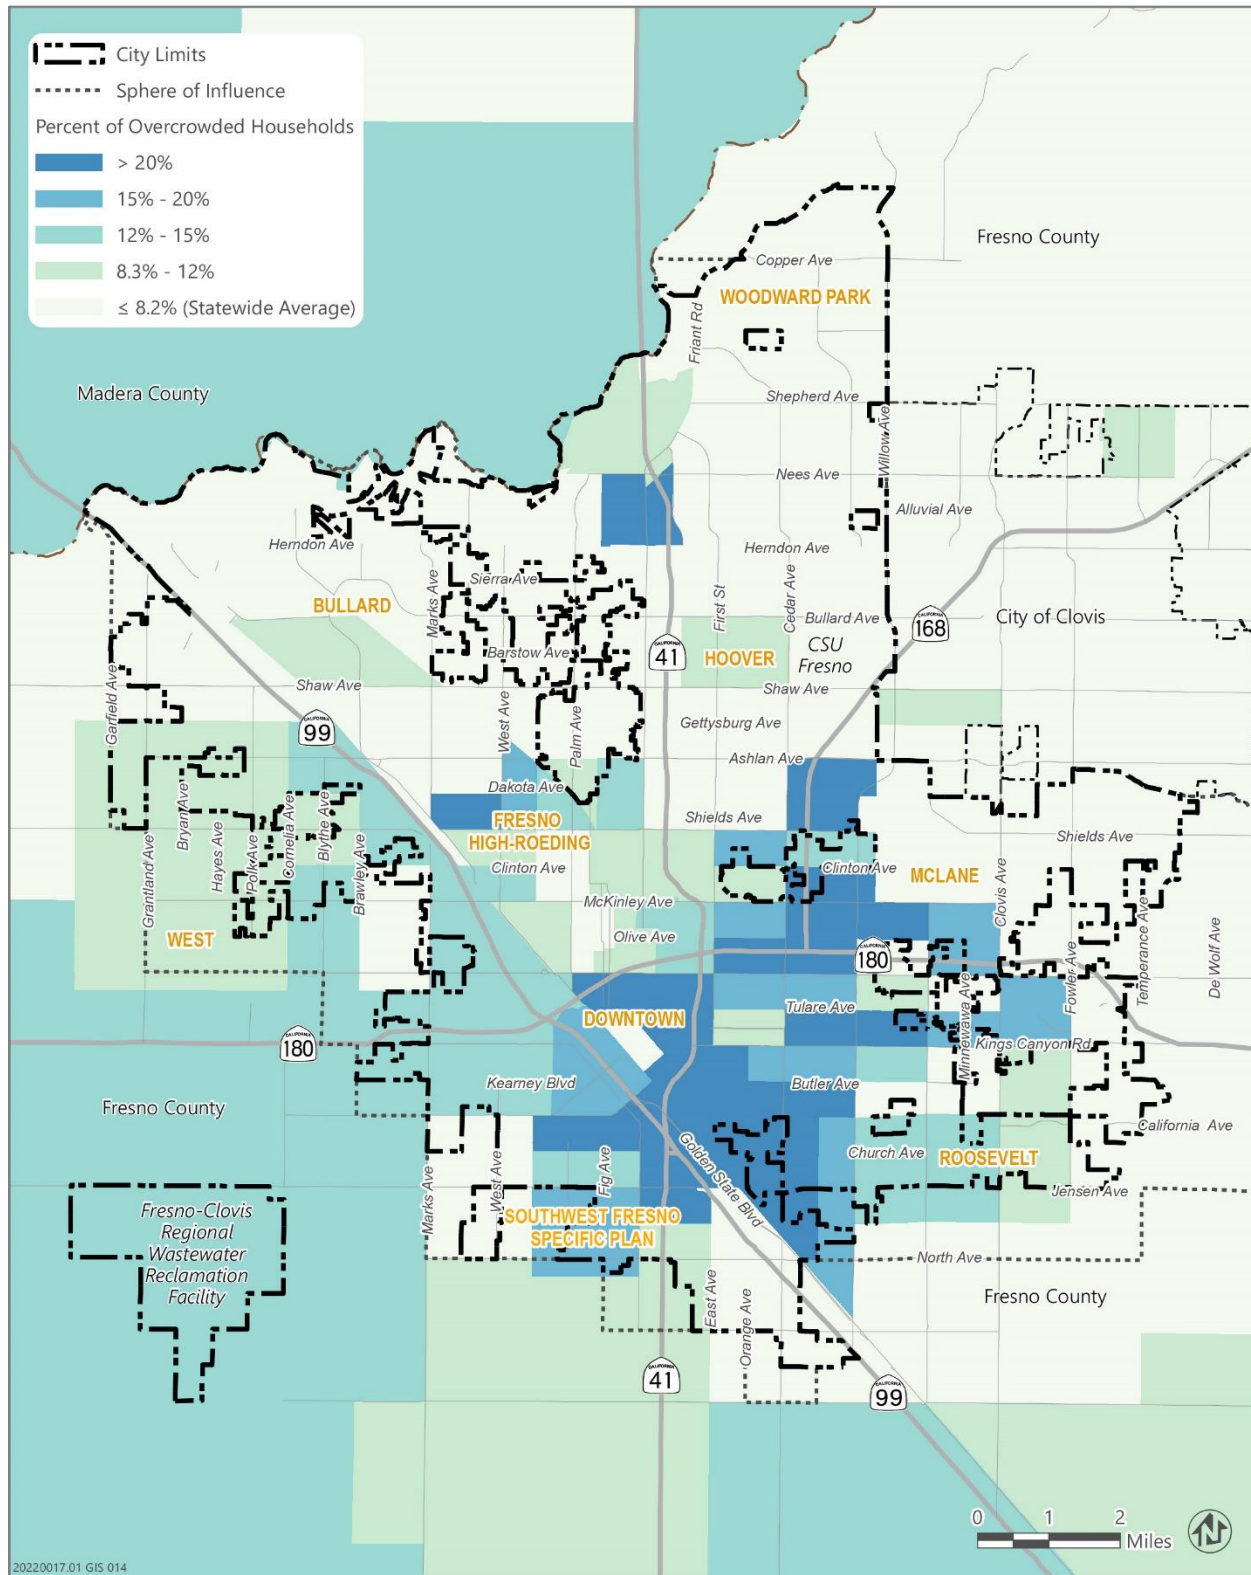 City Limits
Sphere of Influence
Percent of Overcrowded Households
> 20%
15% - 20%
12% - 15%
8.3% - 12%
≤ 8.2% (Statewide Average)
Fresno County
Copper Ave
WOODWARD PARK
Friant Rd
Madera County
Shepherd Ave
Willow Ave
Nees Ave
Alluvial Ave
Herndon Ave
Herndon Ave
Sierra Ave
BULLARD
Marks Ave
First St
Cedar Ave
Bullard Ave
CALIFORNIA
168
City of Clovis
Barstow Ave
CALIFORNIA
41
HOOVER
CSU
Fresno
Garfield Ave
Shaw Ave
Shaw Ave
West Ave
Palm Ave
Gettysburg Ave
CALIFORNIA
99
Ashlan Ave
Dakota Ave
Bryan Ave
Hayes Ave
Polk Ave
Cornelia Ave
Blythe Ave
FRESNO
HIGH-ROEDING
Shields Ave
Shields Ave
Grantland Ave
Brawley Ave
Clinton Ave
Clinton Ave
MCLANE
Clovis Ave
McKinley Ave
Temperance Ave
De Wolf Ave
WEST
Olive Ave
CALIFORNIA
180
Fowler Ave
DOWNTOWN
Tulare Ave
Minnewawa Ave
CALIFORNIA
180
Kings Canyon Rd
Kearney Blvd
Butler Ave
Fresno County
California Ave
Golden State Blvd
Church Ave
ROOSEVELT
Marks Ave
West Ave
Fig Ave
Jensen Ave
Fresno-Clovis
Regional
Wastewater
Reclamation
Facility
SOUTHWEST FRESNO
SPECIFIC PLAN
North Ave
East Ave
Orange Ave
Fresno County
CALIFORNIA
41
CALIFORNIA
99
0 1 2
Miles
N
20220017.01 GIS 014